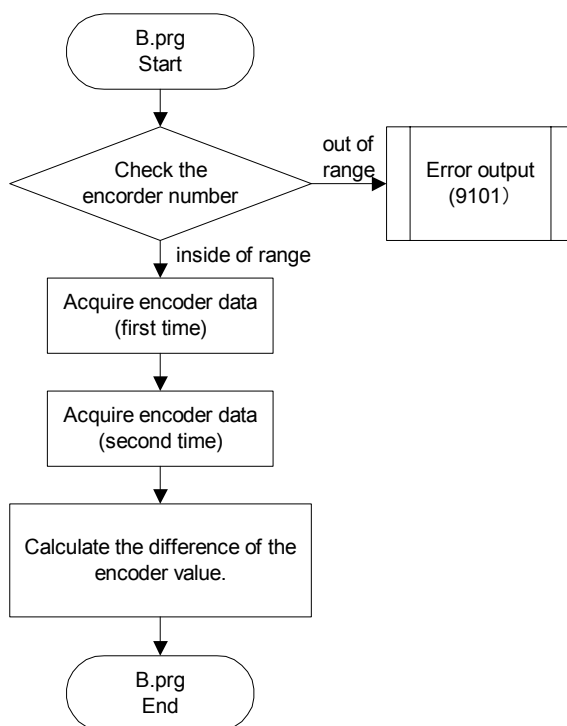 B.prg
Start
Check the
encorder number
out of
range
Error output
(9101）
inside of range
Acquire encoder data
(first time)
Acquire encoder data
(second time)
Calculate the difference of the
encoder value.
B.prg
End